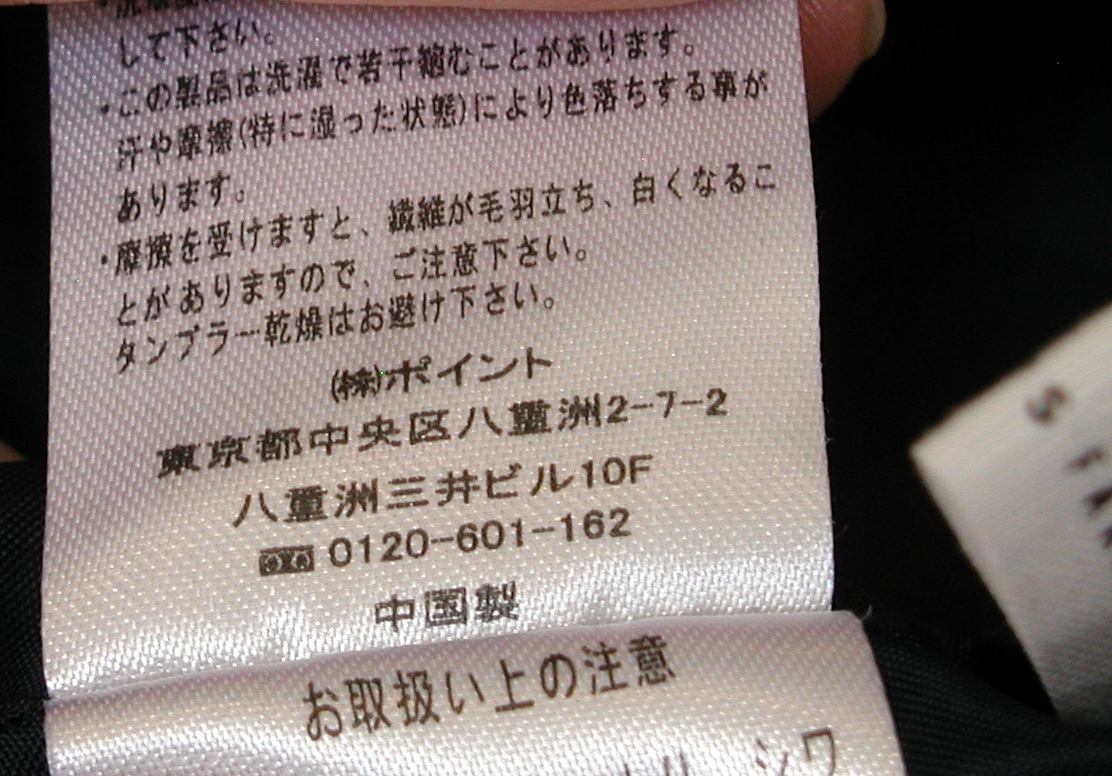 して下さい。
・この製品は洗濯で若干縮むことがあります。
汗や摩擦(特に湿った状態)により色落ちする事が
あります。
・摩擦を受けますと、繊維が毛羽立ち、白くなるこ
とがありますので、ご注意下さい。
タンブラー乾燥はお避け下さい。
㈱ポイント
東京都中央区八重洲2-7-2
八重洲三井ビル10F
0120-601-162
中国製
お取扱い上の注意
シワ
S FAR